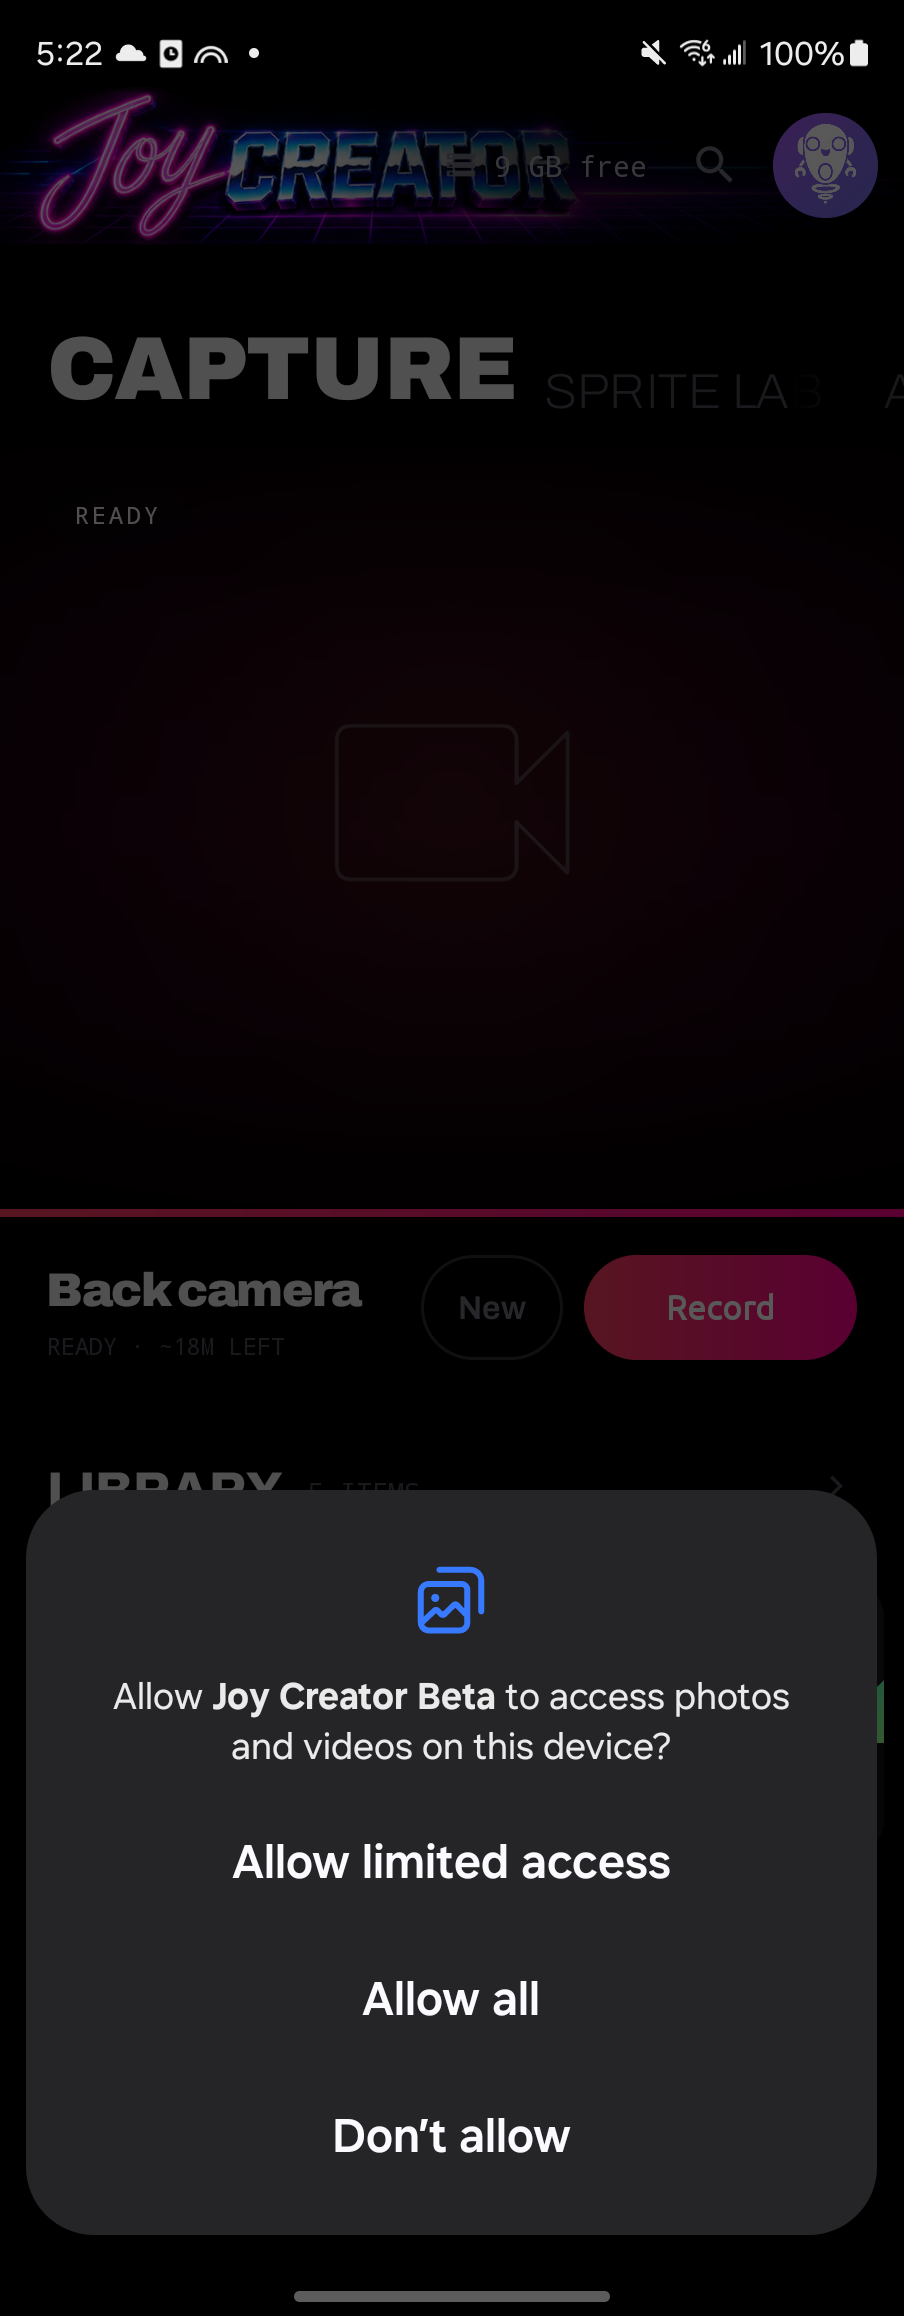 5:22
100%
Joy CREATOR
9 GB free
CAPTURE
SPRITE LAB
A
READY
Back camera
New
Record
READY · ~18M LEFT
LIBRARY 5 ITEMS
Allow Joy Creator Beta to access photos
and videos on this device?
Allow limited access
Allow all
Don't allow